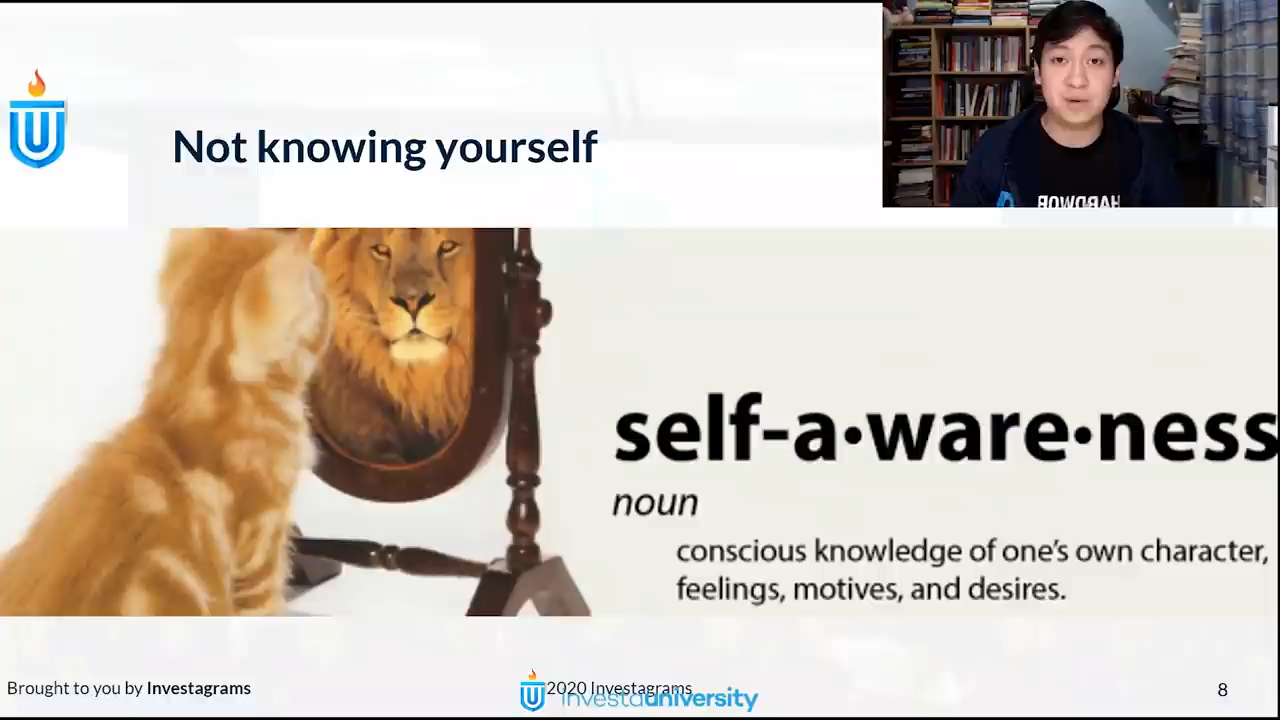 U
Not knowing yourself
HARDWOR
self-a·ware·ness
noun
conscious knowledge of one's own character,
feelings, motives, and desires.
Brought to you by Investagrams
2020 Investagrams
investauniversity
8